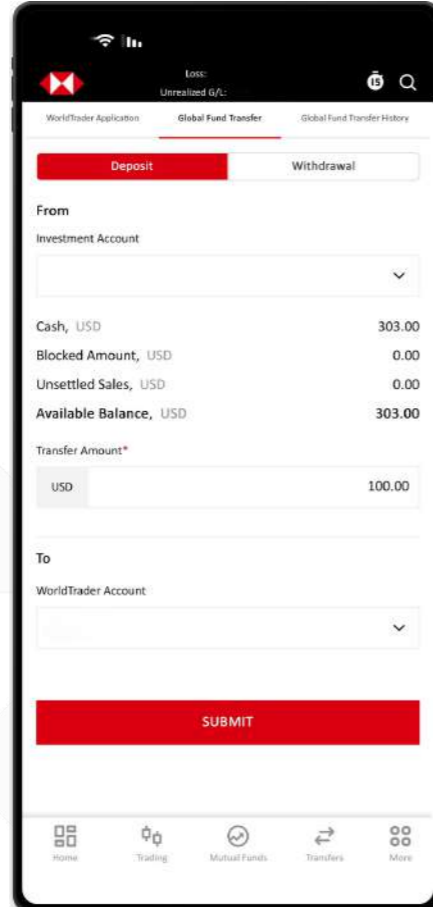 Loss:
15
Unrealized G/L:
WorldTrader Application Global Fund Transfer Global Fund Transfer History
Deposit Withdrawal
From
Investment Account
Cash, USD 303.00
Blocked Amount, USD 0.00
Unsettled Sales, USD 0.00
Available Balance, USD 303.00
Transfer Amount*
USD 100.00
To
WorldTrader Account
SUBMIT
Home Trading Mutual Funds Transfers More